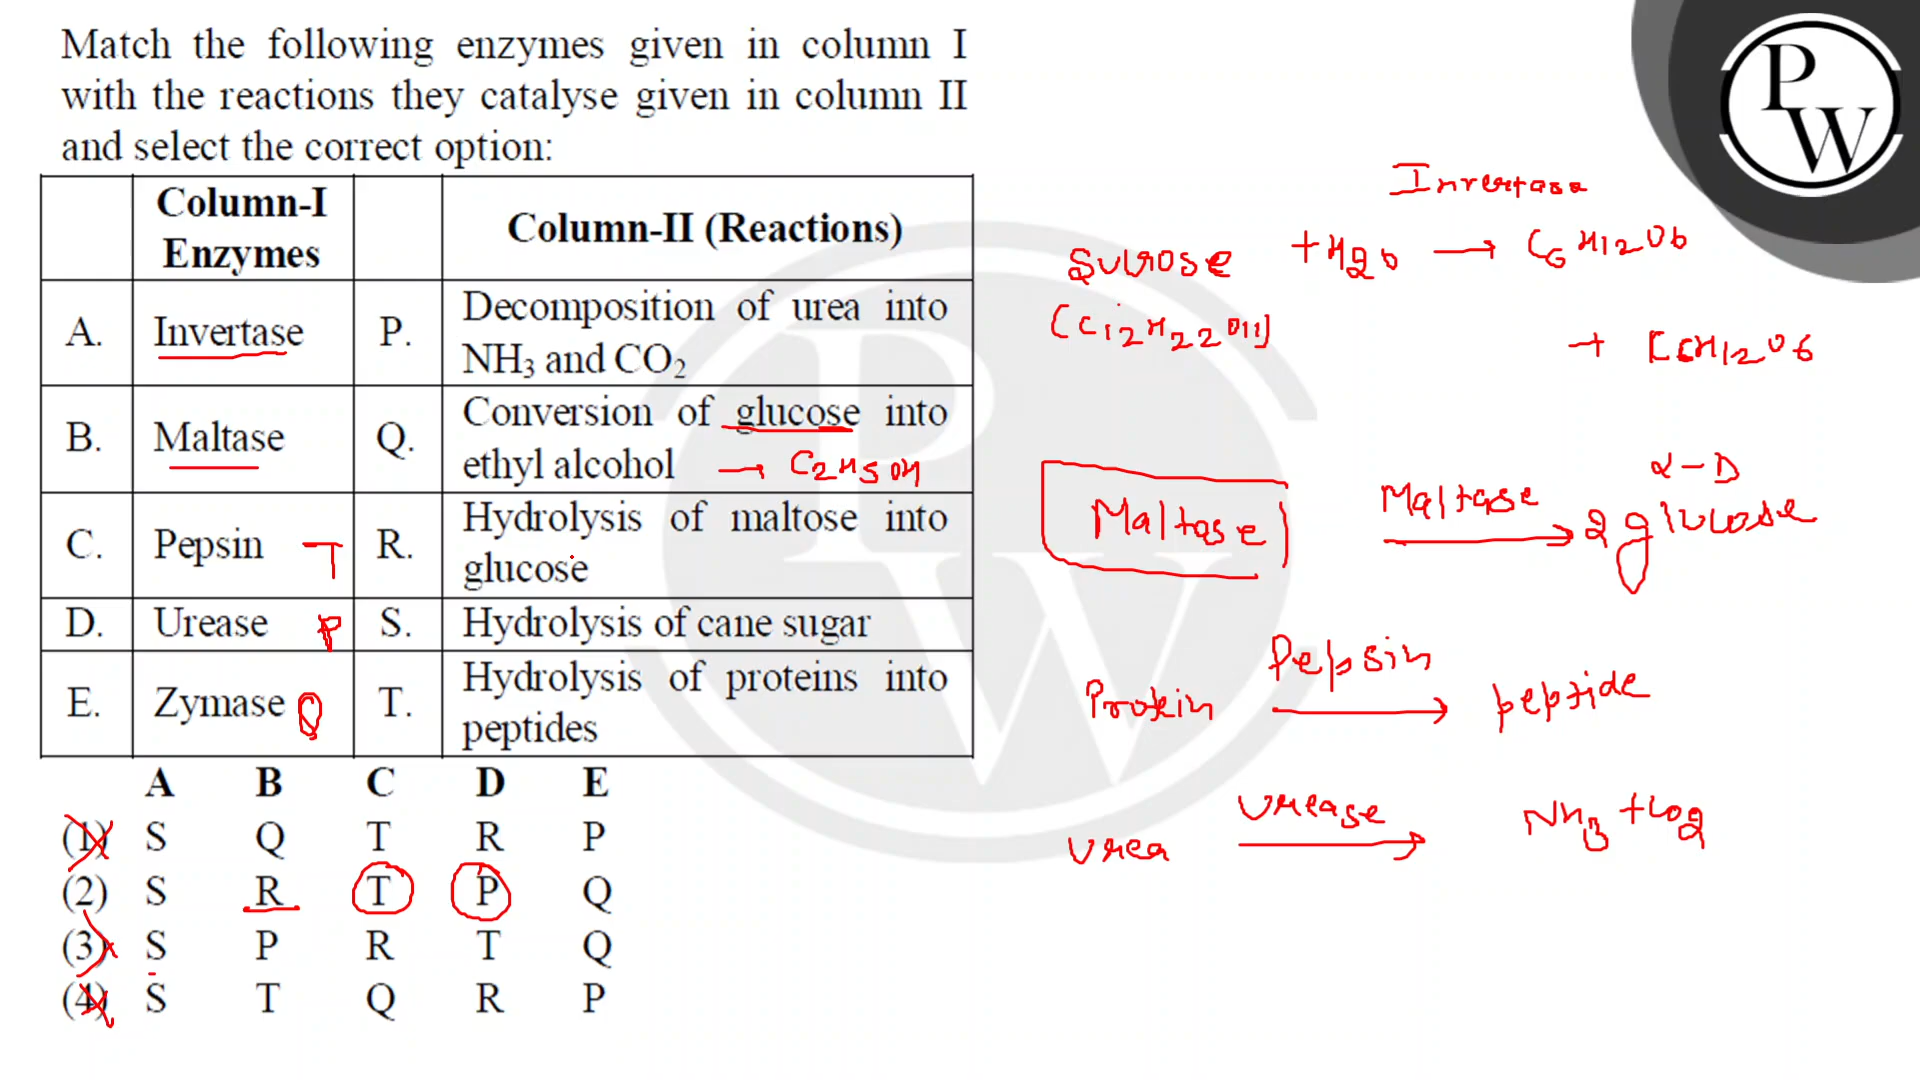 Match the following enzymes given in column I
with the reactions they catalyse given in column II
and select the correct option:
Column-I Enzymes Column-II (Reactions)
A. Invertase P. Decomposition of urea into NH₃ and CO₂
B. Maltase Q. Conversion of glucose into ethyl alcohol → C2H5OH
C. Pepsin T R. Hydrolysis of maltose into glucose
D. Urease P S. Hydrolysis of cane sugar
E. Zymase Q T. Hydrolysis of proteins into peptides
A B C D E
(1) S Q T R P
(2) S R T P Q
(3) S P R T Q
(4) S T Q R P
PW
Invertase
Sucrose + H2O → C6H12O6
(C12H22O11) + C6H12O6
α-D
Maltase Maltase → 2 glucose
Pepsin
Protein → peptide
Urease
Urea → NH3 + CO2